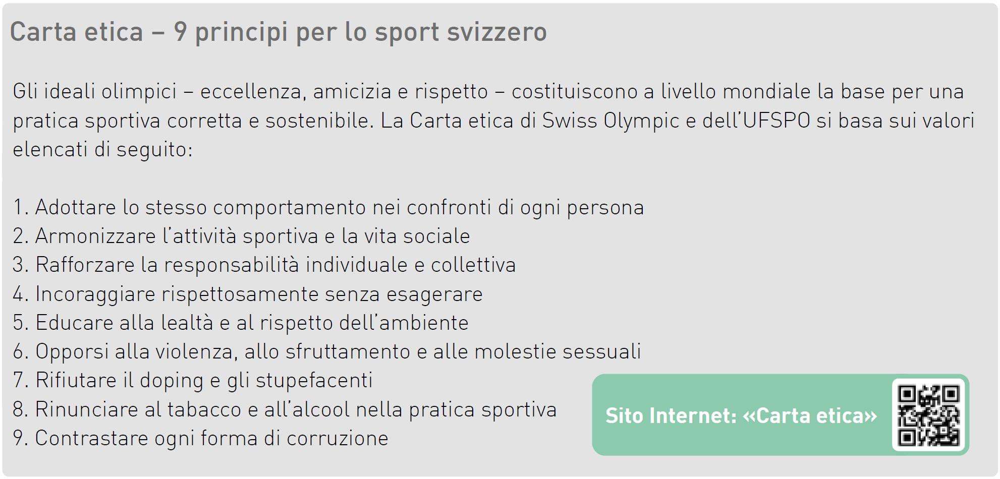 Carta etica – 9 principi per lo sport svizzero
Gli ideali olimpici – eccellenza, amicizia e rispetto – costituiscono a livello mondiale la base per una
pratica sportiva corretta e sostenibile. La Carta etica di Swiss Olympic e dell’UFSPO si basa sui valori
elencati di seguito:
1. Adottare lo stesso comportamento nei confronti di ogni persona
2. Armonizzare l’attività sportiva e la vita sociale
3. Rafforzare la responsabilità individuale e collettiva
4. Incoraggiare rispettosamente senza esagerare
5. Educare alla lealtà e al rispetto dell’ambiente
6. Opporsi alla violenza, allo sfruttamento e alle molestie sessuali
7. Rifiutare il doping e gli stupefacenti
8. Rinunciare al tabacco e all’alcool nella pratica sportiva
9. Contrastare ogni forma di corruzione
Sito Internet: «Carta etica»